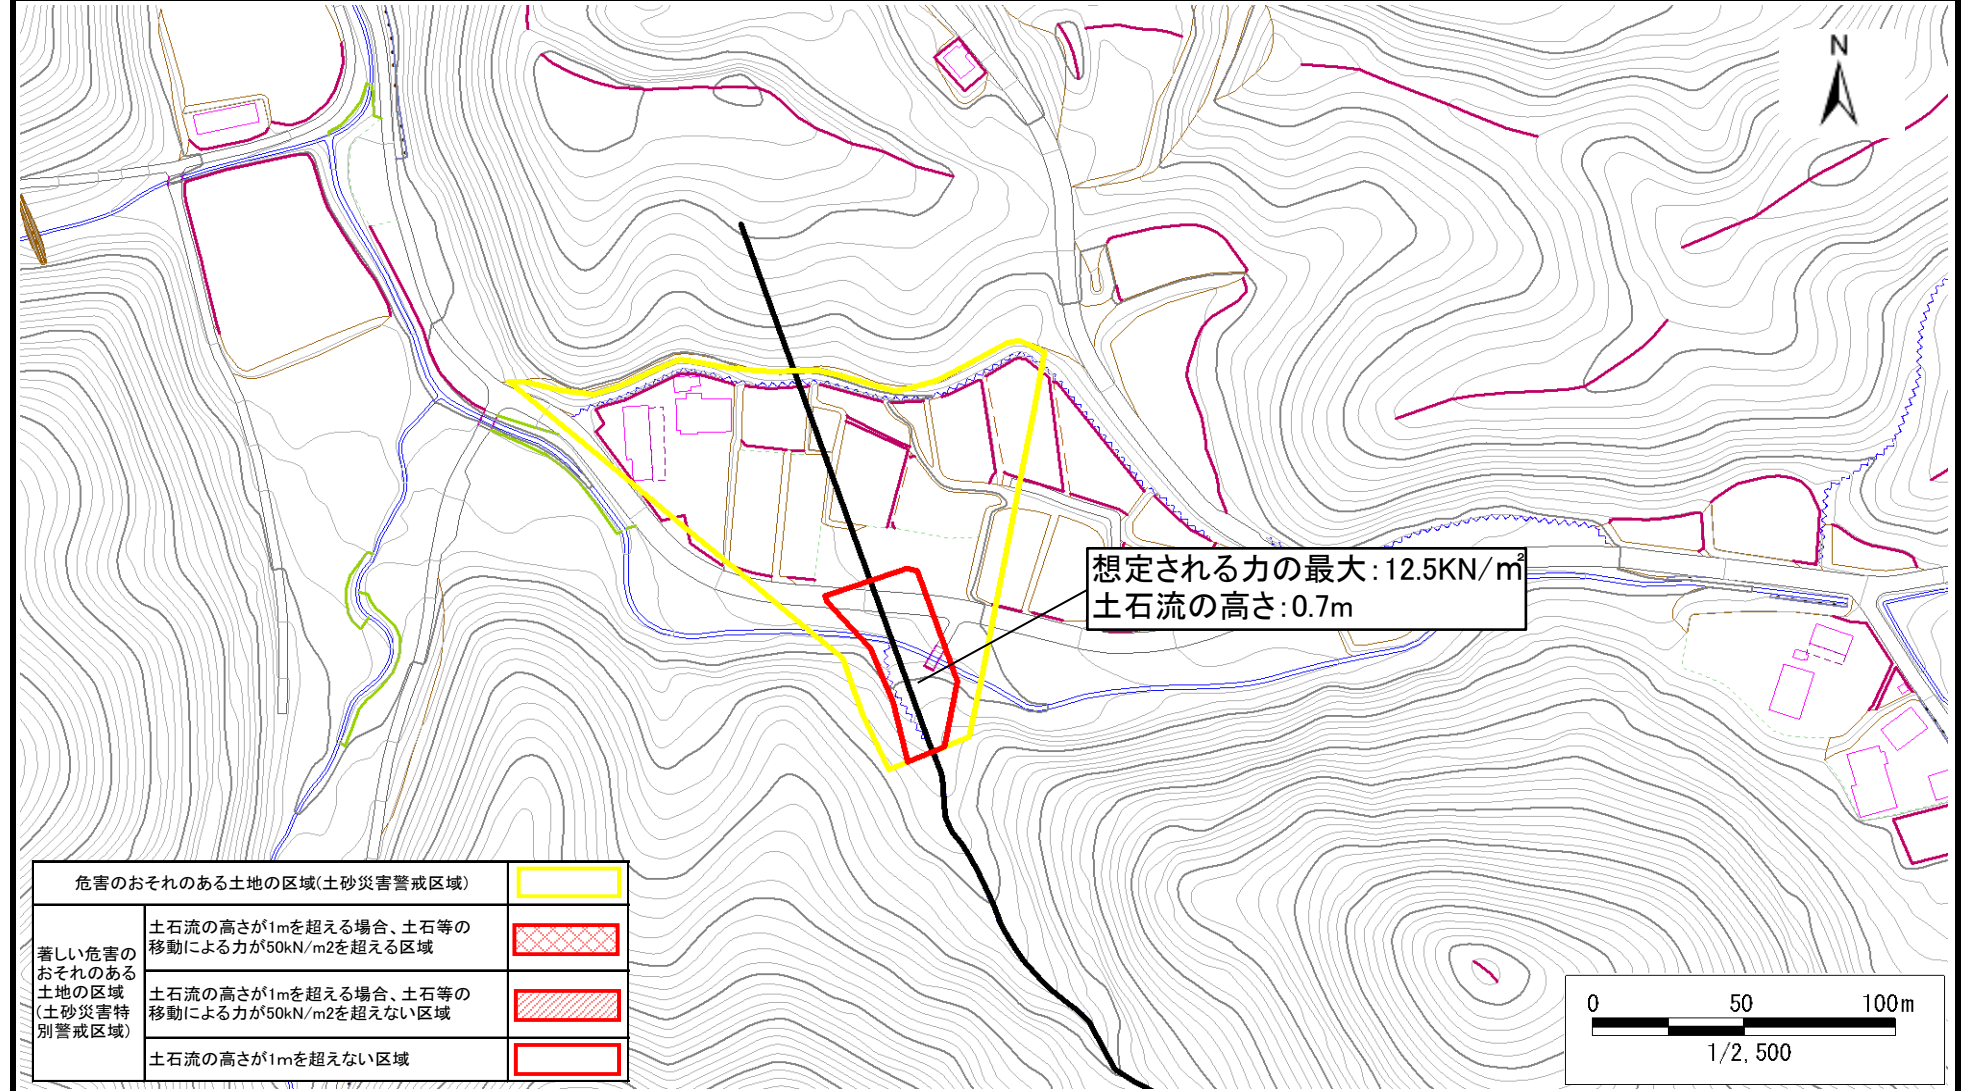 N
想定される力の最大:12.5KN/㎡
土石流の高さ:0.7m
危害のおそれのある土地の区域(土砂災害警戒区域)
著しい危害の
おそれのある
土地の区域
(土砂災害特
別警戒区域)
土石流の高さが1mを超える場合、土石等の
移動による力が50kN/m2を超える区域
土石流の高さが1mを超える場合、土石等の
移動による力が50kN/m2を超えない区域
土石流の高さが1mを超えない区域
0 50 100m
1/2,500